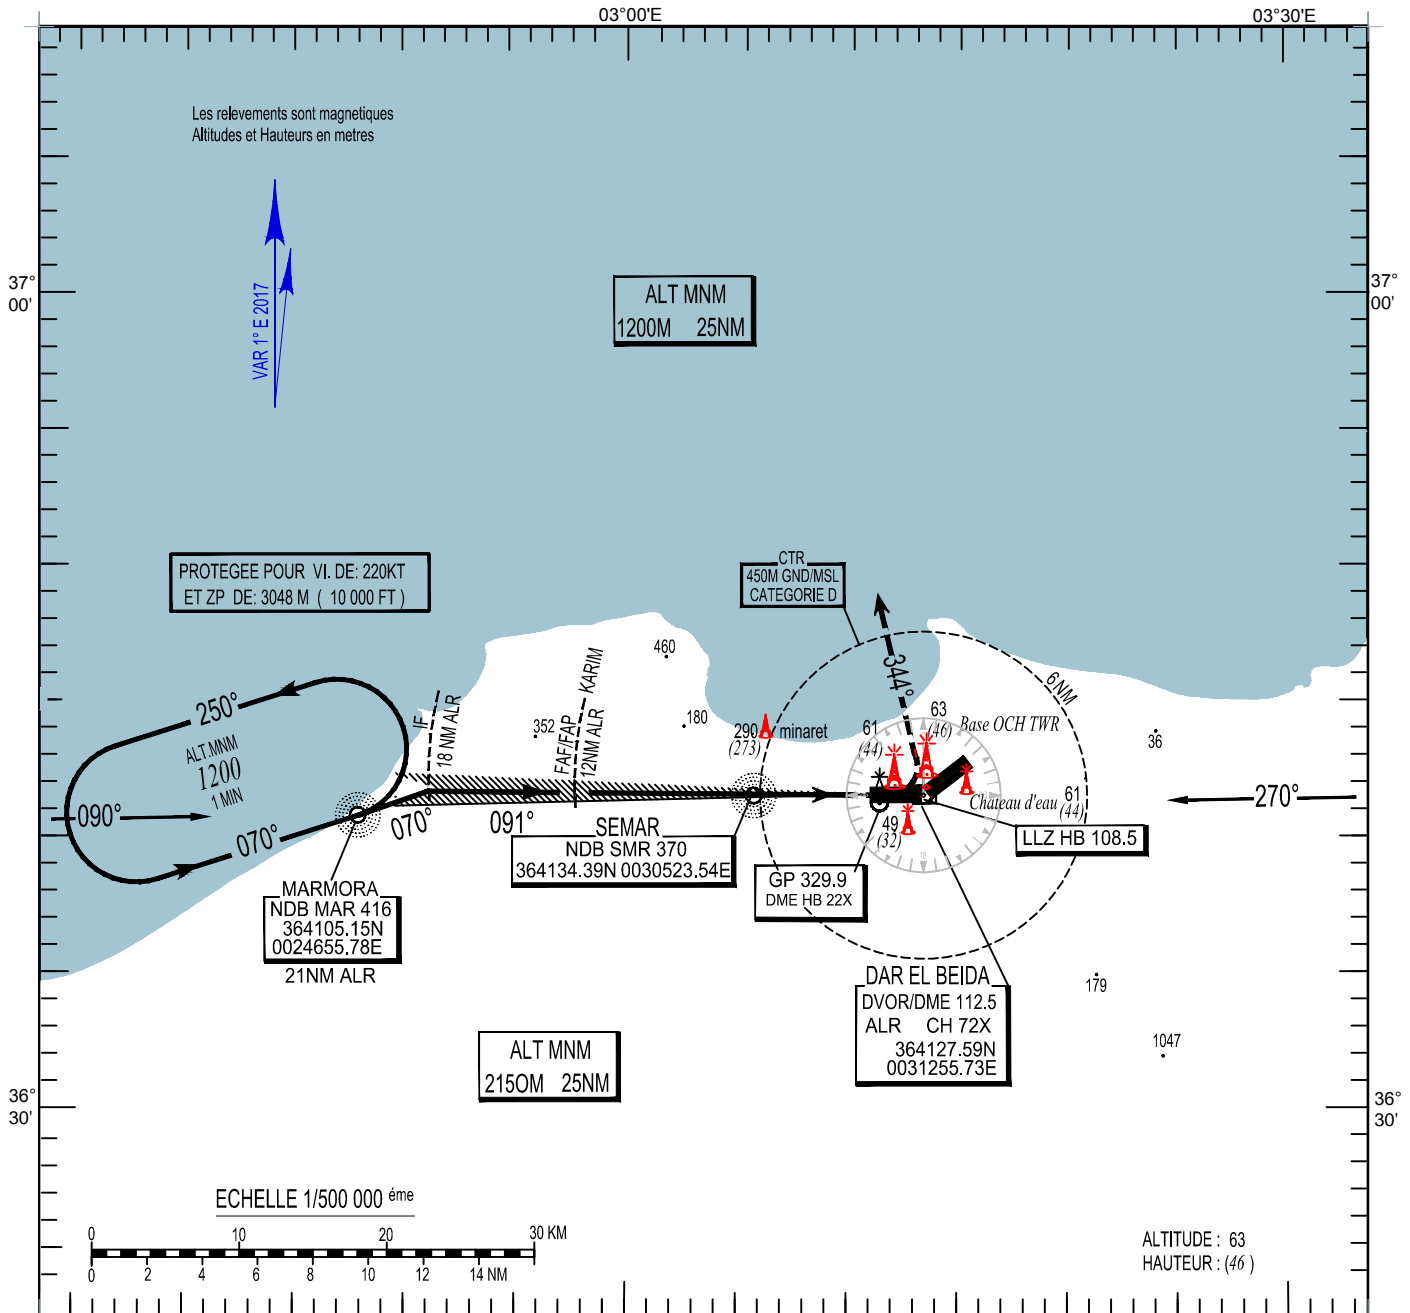 03°00'E
03°30'E
Les relevements sont magnetiques
Altitudes et Hauteurs en metres
VAR 1° E 2017
37°
00'
37°
00'
ALT MNM
1200M 25NM
PROTEGEE POUR VI. DE: 220KT
ET ZP DE: 3048 M ( 10 000 FT )
CTR
450M GND/MSL
CATEGORIE D
460
352
180
290
(273)
minaret
344°
6NM
61
(44)
63
(46)
Base OCH TWR
36
250°
ALT.MNM
1200
1 MIN
090°
070°
IF
18 NM ALR
FAF/FAP
KARIM
12NM ALR
070°
091°
Chateau d'eau
61
(44)
270°
49
(32)
18
LLZ HB 108.5
SEMAR
NDB SMR 370
364134.39N 0030523.54E
GP 329.9
DME HB 22X
MARMORA
NDB MAR 416
364105.15N
0024655.78E
21NM ALR
DAR EL BEIDA
DVOR/DME 112.5
ALR CH 72X
364127.59N
0031255.73E
179
1047
ALT MNM
215OM 25NM
36°
30'
36°
30'
ECHELLE 1/500 000 éme
0 10 20 30 KM
0 2 4 6 8 10 12 14 NM
ALTITUDE : 63
HAUTEUR : (46 )